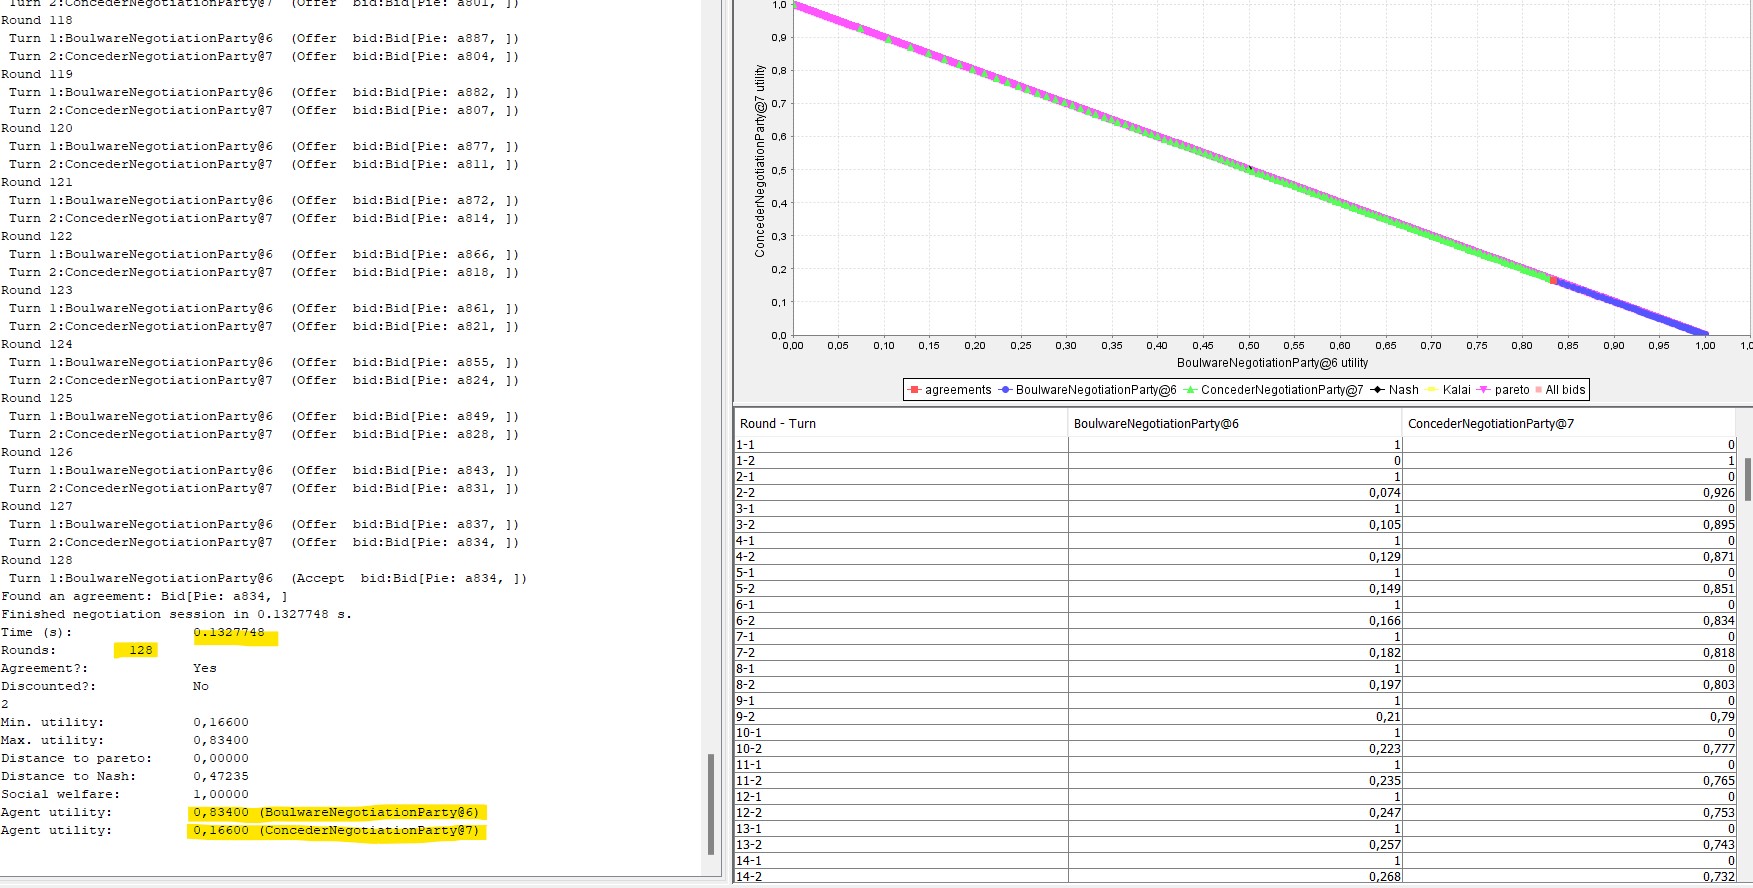 Turn 2:ConcederNegotiationParty@7  (Offer  bid:Bid[Pie: a801, ])
Round 118
Turn 1:BoulwareNegotiationParty@6  (Offer  bid:Bid[Pie: a887, ])
Turn 2:ConcederNegotiationParty@7  (Offer  bid:Bid[Pie: a804, ])
Round 119
Turn 1:BoulwareNegotiationParty@6  (Offer  bid:Bid[Pie: a882, ])
Turn 2:ConcederNegotiationParty@7  (Offer  bid:Bid[Pie: a807, ])
Round 120
Turn 1:BoulwareNegotiationParty@6  (Offer  bid:Bid[Pie: a877, ])
Turn 2:ConcederNegotiationParty@7  (Offer  bid:Bid[Pie: a811, ])
Round 121
Turn 1:BoulwareNegotiationParty@6  (Offer  bid:Bid[Pie: a872, ])
Turn 2:ConcederNegotiationParty@7  (Offer  bid:Bid[Pie: a814, ])
Round 122
Turn 1:BoulwareNegotiationParty@6  (Offer  bid:Bid[Pie: a866, ])
Turn 2:ConcederNegotiationParty@7  (Offer  bid:Bid[Pie: a818, ])
Round 123
Turn 1:BoulwareNegotiationParty@6  (Offer  bid:Bid[Pie: a861, ])
Turn 2:ConcederNegotiationParty@7  (Offer  bid:Bid[Pie: a821, ])
Round 124
Turn 1:BoulwareNegotiationParty@6  (Offer  bid:Bid[Pie: a855, ])
Turn 2:ConcederNegotiationParty@7  (Offer  bid:Bid[Pie: a824, ])
Round 125
Turn 1:BoulwareNegotiationParty@6  (Offer  bid:Bid[Pie: a849, ])
Turn 2:ConcederNegotiationParty@7  (Offer  bid:Bid[Pie: a828, ])
Round 126
Turn 1:BoulwareNegotiationParty@6  (Offer  bid:Bid[Pie: a843, ])
Turn 2:ConcederNegotiationParty@7  (Offer  bid:Bid[Pie: a831, ])
Round 127
Turn 1:BoulwareNegotiationParty@6  (Offer  bid:Bid[Pie: a837, ])
Turn 2:ConcederNegotiationParty@7  (Offer  bid:Bid[Pie: a834, ])
Round 128
Turn 1:BoulwareNegotiationParty@6  (Accept  bid:Bid[Pie: a834, ])
Found an agreement: Bid[Pie: a834, ]
Finished negotiation session in 0.1327748 s.
Time (s): 0.1327748
Rounds: 128
Agreement?: Yes
Discounted?: No
2
Min. utility: 0,16600
Max. utility: 0,83400
Distance to pareto: 0,00000
Distance to Nash: 0,47235
Social welfare: 1,00000
Agent utility: 0,83400 (BoulwareNegotiationParty@6)
Agent utility: 0,16600 (ConcederNegotiationParty@7)
ConcederNegotiationParty@7 utility
1,0
0,9
0,8
0,7
0,6
0,5
0,4
0,3
0,2
0,1
0,0
0,00 0,05 0,10 0,15 0,20 0,25 0,30 0,35 0,40 0,45 0,50 0,55 0,60 0,65 0,70 0,75 0,80 0,85 0,90 0,95 1,00 1,0
BoulwareNegotiationParty@6 utility
agreements BoulwareNegotiationParty@6 ConcederNegotiationParty@7 Nash Kalai pareto All bids
Round - Turn BoulwareNegotiationParty@6 ConcederNegotiationParty@7
1-1 1 0
1-2 0 1
2-1 1 0
2-2 0,074 0,926
3-1 1 0
3-2 0,105 0,895
4-1 1 0
4-2 0,129 0,871
5-1 1 0
5-2 0,149 0,851
6-1 1 0
6-2 0,166 0,834
7-1 1 0
7-2 0,182 0,818
8-1 1 0
8-2 0,197 0,803
9-1 1 0
9-2 0,21 0,79
10-1 1 0
10-2 0,223 0,777
11-1 1 0
11-2 0,235 0,765
12-1 1 0
12-2 0,247 0,753
13-1 1 0
13-2 0,257 0,743
14-1 1 0
14-2 0,268 0,732